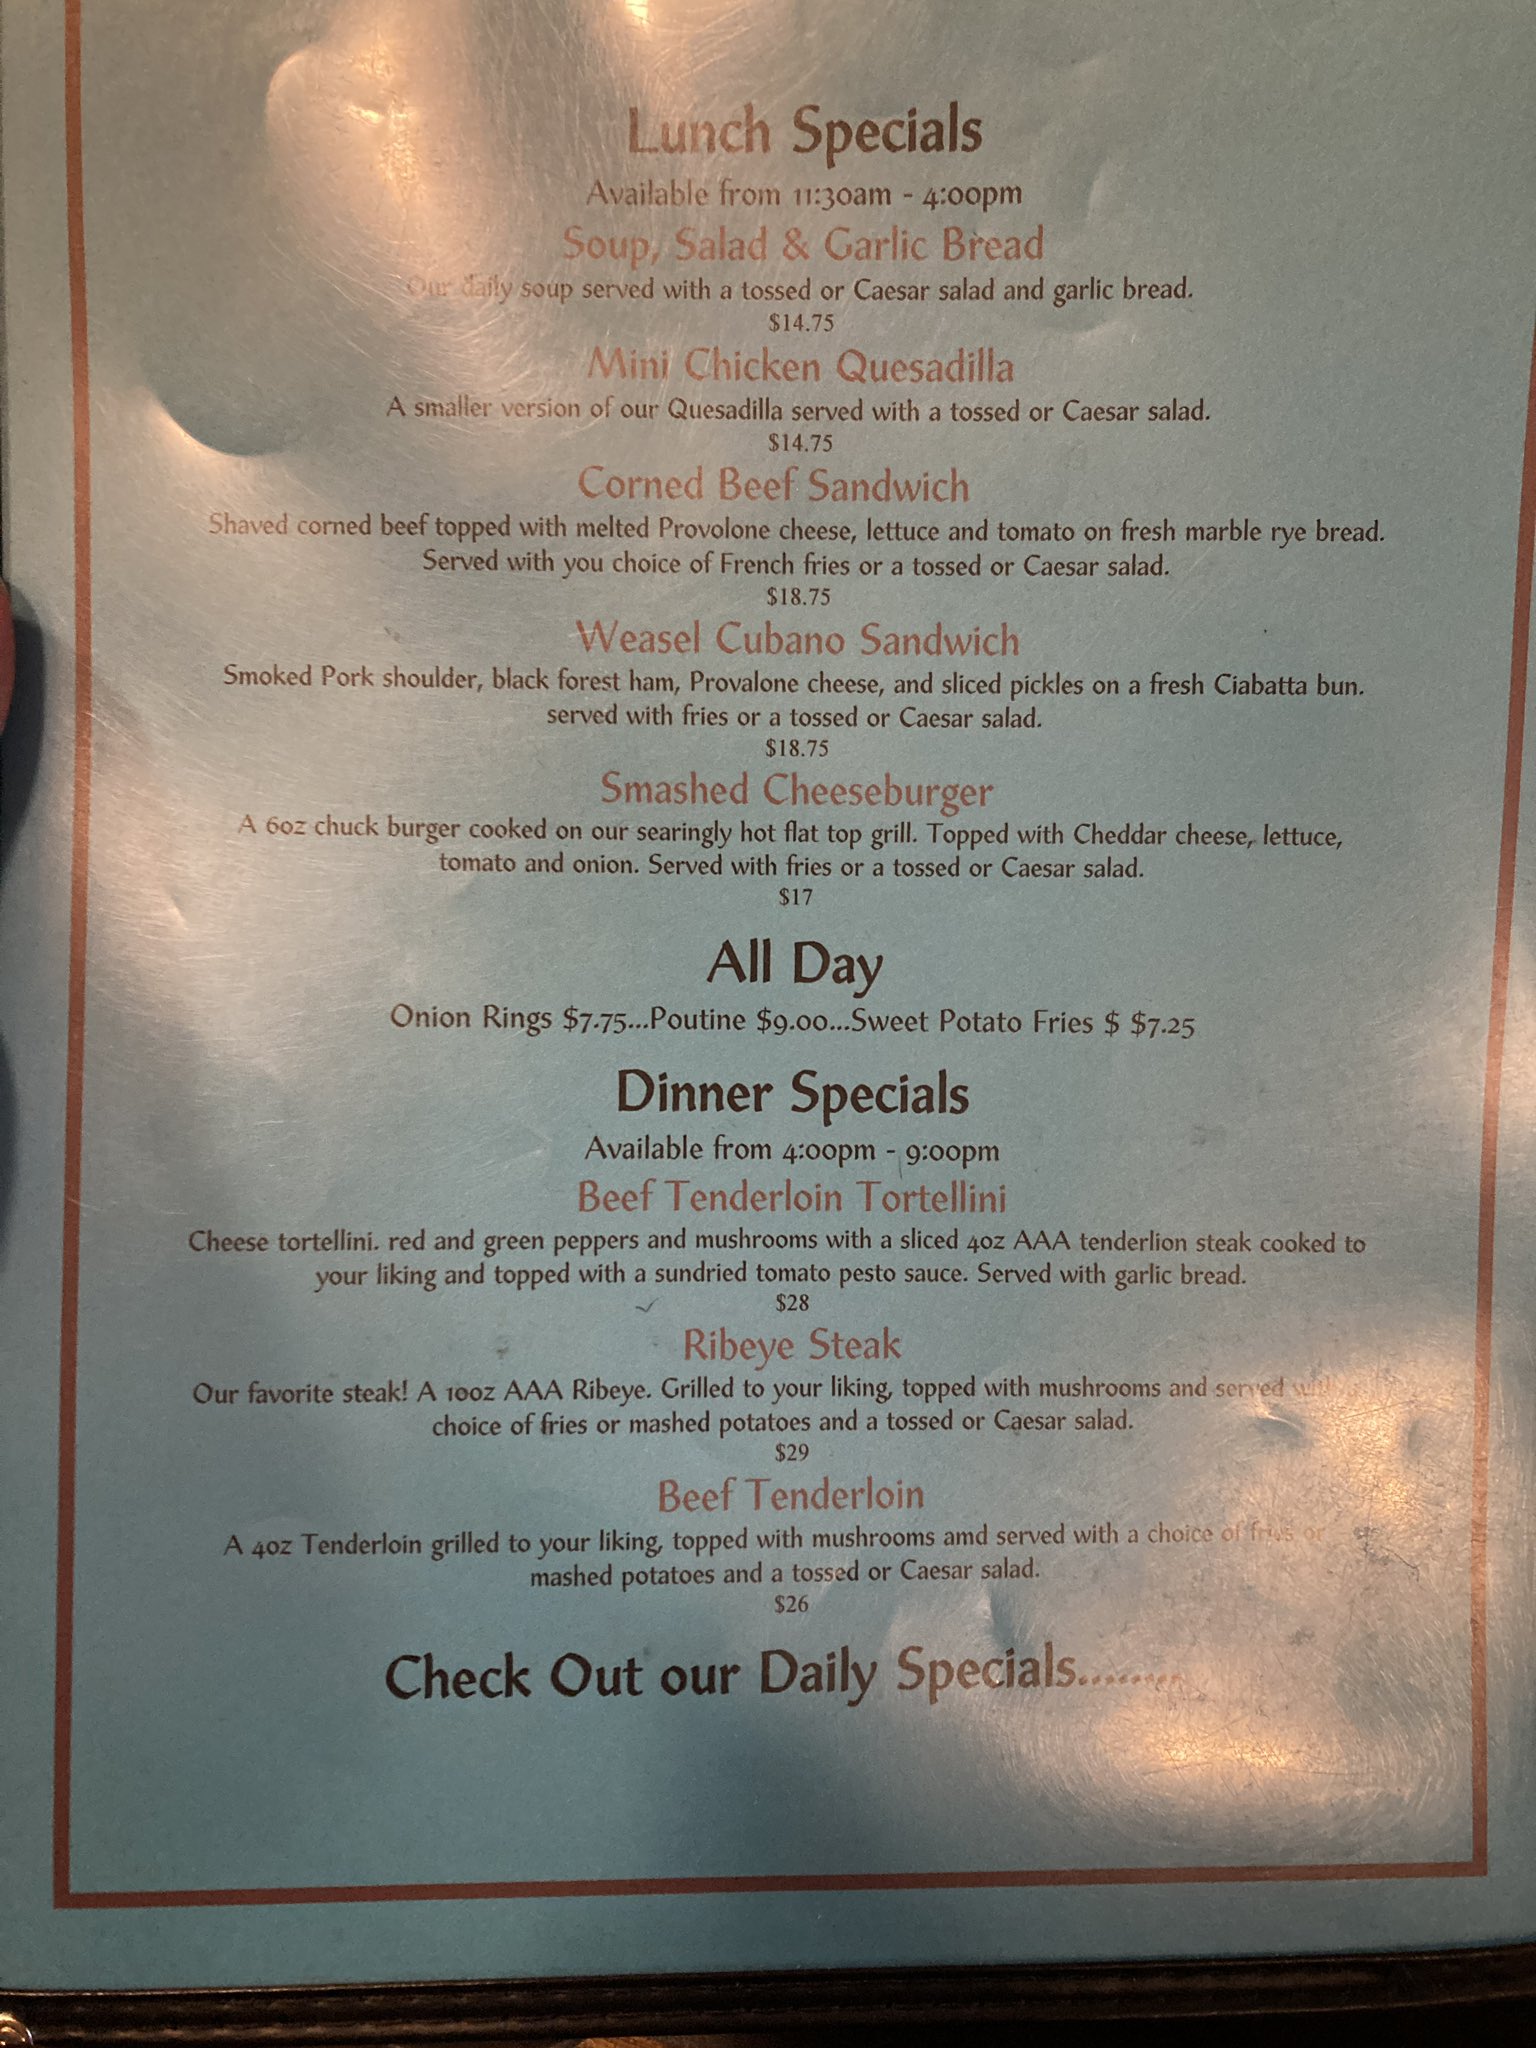 Lunch Specials
Available from 11:30am - 4:00pm
Soup, Salad & Garlic Bread
Our daily soup served with a tossed or Caesar salad and garlic bread.
$14.75
Mini Chicken Quesadilla
A smaller version of our Quesadilla served with a tossed or Caesar salad.
$14.75
Corned Beef Sandwich
Shaved corned beef topped with melted Provolone cheese, lettuce and tomato on fresh marble rye bread.
Served with you choice of French fries or a tossed or Caesar salad.
$18.75
Weasel Cubano Sandwich
Smoked Pork shoulder, black forest ham, Provalone cheese, and sliced pickles on a fresh Ciabatta bun.
served with fries or a tossed or Caesar salad.
$18.75
Smashed Cheeseburger
A 6oz chuck burger cooked on our searingly hot flat top grill. Topped with Cheddar cheese, lettuce,
tomato and onion. Served with fries or a tossed or Caesar salad.
$17
All Day
Onion Rings $7.75...Poutine $9.00...Sweet Potato Fries $ $7.25
Dinner Specials
Available from 4:00pm - 9:00pm
Beef Tenderloin Tortellini
Cheese tortellini. red and green peppers and mushrooms with a sliced 4oz AAA tenderlion steak cooked to
your liking and topped with a sundried tomato pesto sauce. Served with garlic bread.
$28
Ribeye Steak
Our favorite steak! A 10oz AAA Ribeye. Grilled to your liking, topped with mushrooms and served
choice of fries or mashed potatoes and a tossed or Caesar salad.
$29
Beef Tenderloin
A 4oz Tenderloin grilled to your liking, topped with mushrooms amd served with a choice of fries or
mashed potatoes and a tossed or Caesar salad.
$26
Check Out our Daily Specials........